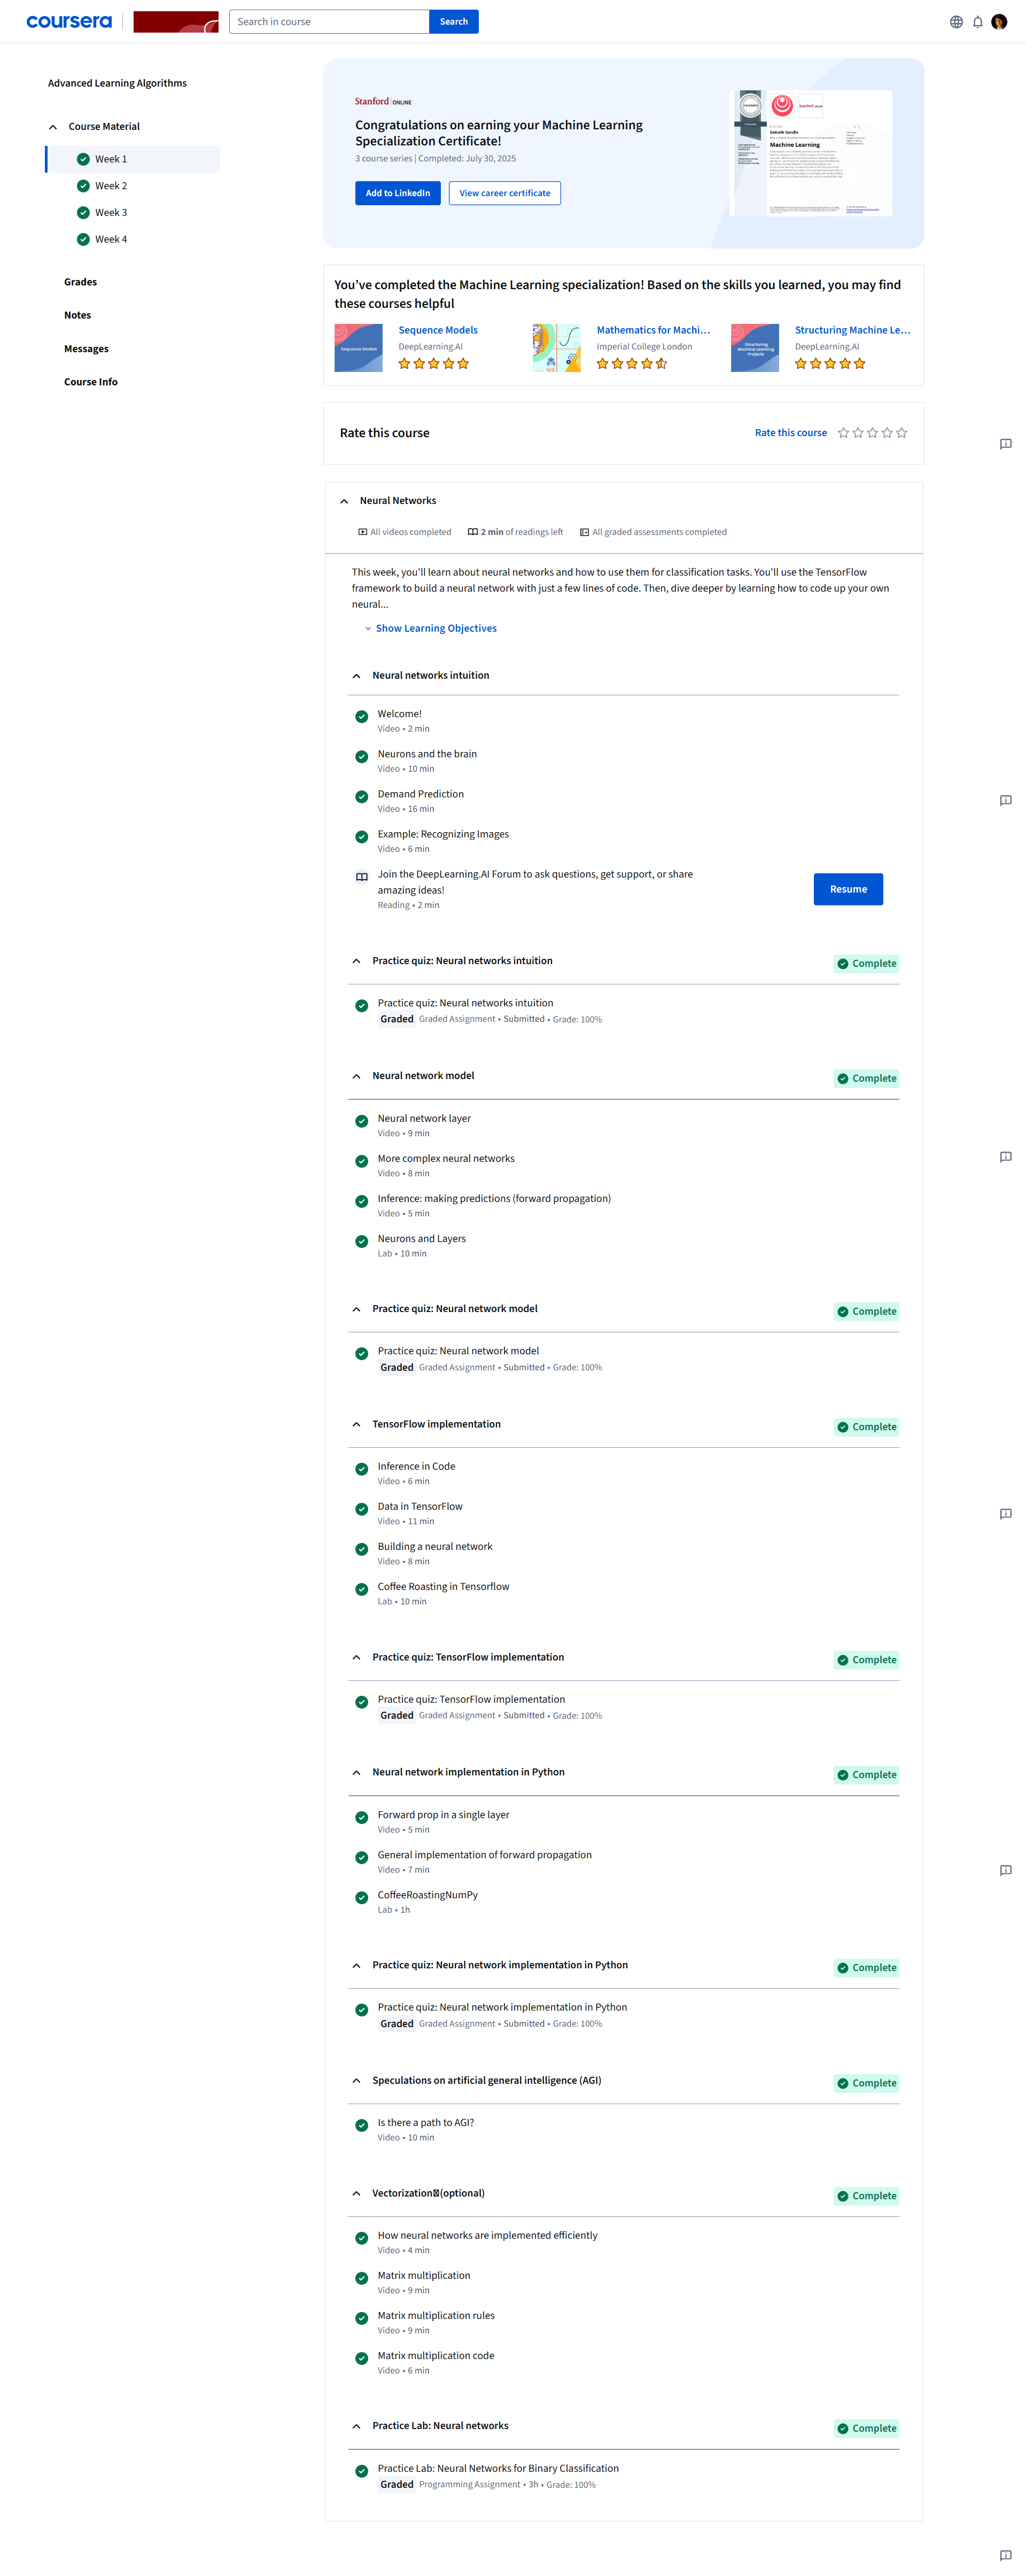 coursera
Search in course
Search
Advanced Learning Algorithms
Course Material
Week 1
Week 2
Week 3
Week 4
Grades
Notes
Messages
Course Info
Stanford | ONLINE
Congratulations on earning your Machine Learning
Specialization Certificate!
3 course series | Completed: July 30, 2025
Add to LinkedIn
View career certificate
Machine Learning
You've completed the Machine Learning specialization! Based on the skills you learned, you may find
these courses helpful
Sequence Models
Sequence Models
DeepLearning.AI
Mathematics for Machi...
Imperial College London
Structuring Machine Learning Projects
Structuring Machine Le...
DeepLearning.AI
Rate this course
Rate this course
Neural Networks
All videos completed
2 min of readings left
All graded assessments completed
This week, you'll learn about neural networks and how to use them for classification tasks. You'll use the TensorFlow
framework to build a neural network with just a few lines of code. Then, dive deeper by learning how to code up your own
neural...
Show Learning Objectives
Neural networks intuition
Welcome!
Video • 2 min
Neurons and the brain
Video • 10 min
Demand Prediction
Video • 16 min
Example: Recognizing Images
Video • 6 min
Join the DeepLearning.AI Forum to ask questions, get support, or share
amazing ideas!
Reading • 2 min
Resume
Practice quiz: Neural networks intuition
Complete
Practice quiz: Neural networks intuition
Graded Graded Assignment • Submitted • Grade: 100%
Neural network model
Complete
Neural network layer
Video • 9 min
More complex neural networks
Video • 8 min
Inference: making predictions (forward propagation)
Video • 5 min
Neurons and Layers
Lab • 10 min
Practice quiz: Neural network model
Complete
Practice quiz: Neural network model
Graded Graded Assignment • Submitted • Grade: 100%
TensorFlow implementation
Complete
Inference in Code
Video • 6 min
Data in TensorFlow
Video • 11 min
Building a neural network
Video • 8 min
Coffee Roasting in Tensorflow
Lab • 10 min
Practice quiz: TensorFlow implementation
Complete
Practice quiz: TensorFlow implementation
Graded Graded Assignment • Submitted • Grade: 100%
Neural network implementation in Python
Complete
Forward prop in a single layer
Video • 5 min
General implementation of forward propagation
Video • 7 min
CoffeeRoastingNumPy
Lab • 1h
Practice quiz: Neural network implementation in Python
Complete
Practice quiz: Neural network implementation in Python
Graded Graded Assignment • Submitted • Grade: 100%
Speculations on artificial general intelligence (AGI)
Complete
Is there a path to AGI?
Video • 10 min
Vectorization (optional)
Complete
How neural networks are implemented efficiently
Video • 4 min
Matrix multiplication
Video • 9 min
Matrix multiplication rules
Video • 9 min
Matrix multiplication code
Video • 6 min
Practice Lab: Neural networks
Complete
Practice Lab: Neural Networks for Binary Classification
Graded Programming Assignment • 3h • Grade: 100%